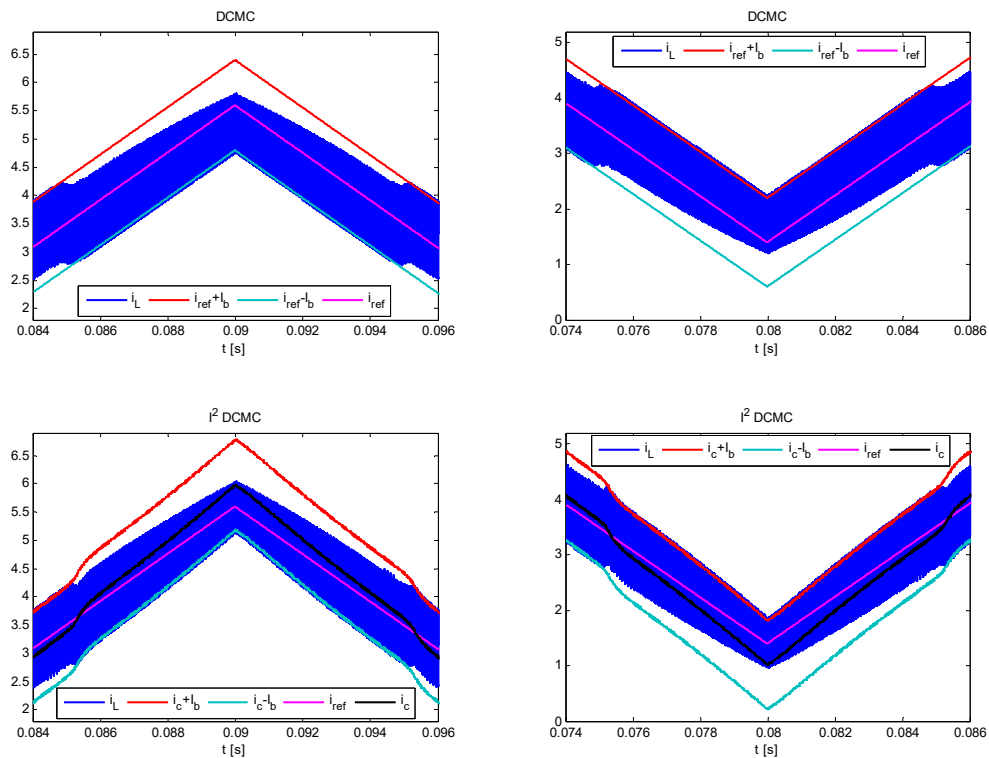 DCMC
6.5
6
5.5
5
4.5
4
3.5
3
2.5
2
i_L i_ref+I_b i_ref-I_b i_ref
0.084 0.086 0.088 0.09 0.092 0.094 0.096
t [s]
DCMC
i_L i_ref+I_b i_ref-I_b i_ref
5
4
3
2
1
0
0.074 0.076 0.078 0.08 0.082 0.084 0.086
t [s]
I^2 DCMC
6.5
6
5.5
5
4.5
4
3.5
3
2.5
2
i_L i_c+I_b i_c-I_b i_ref i_c
0.084 0.086 0.088 0.09 0.092 0.094 0.096
t [s]
I^2 DCMC
i_L i_c+I_b i_c-I_b i_ref i_c
5
4
3
2
1
0
0.074 0.076 0.078 0.08 0.082 0.084 0.086
t [s]